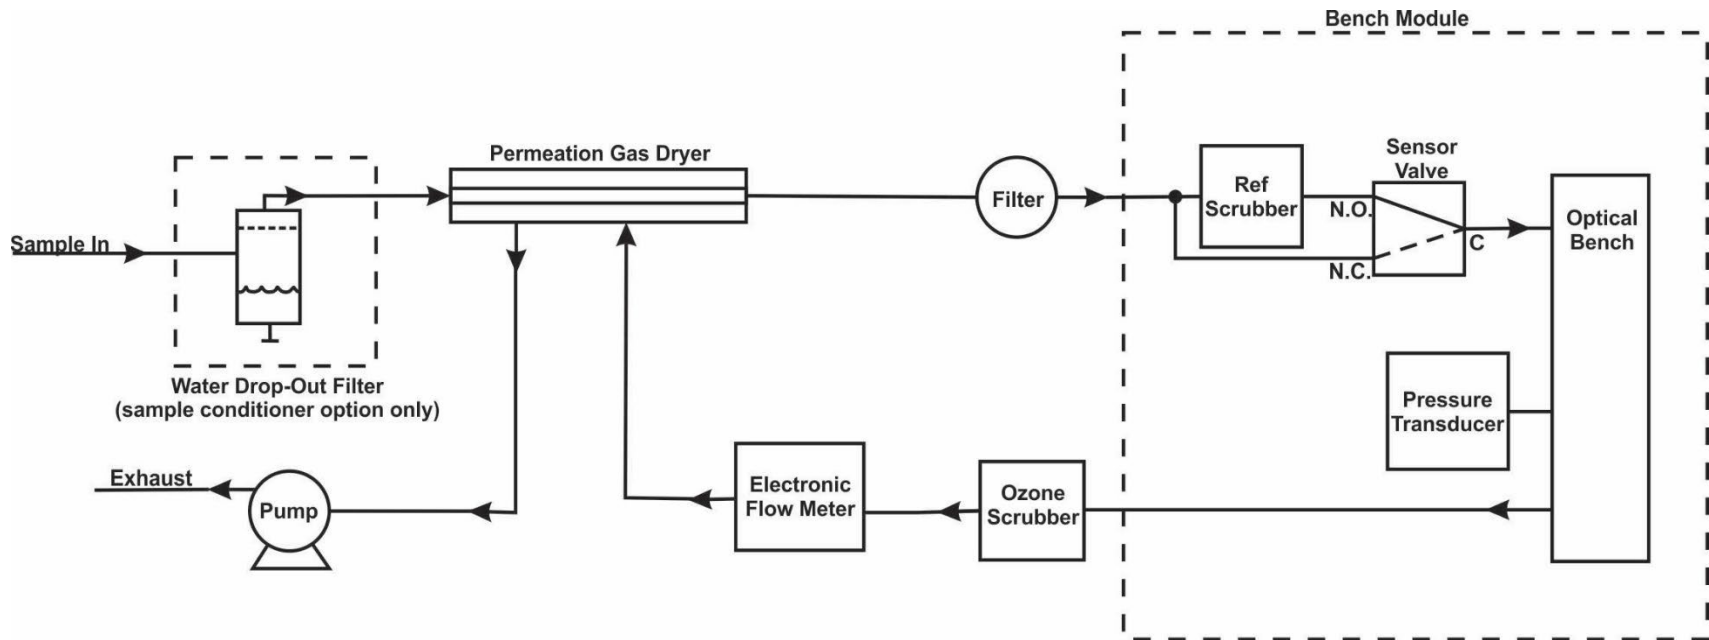 Bench Module
Permeation Gas Dryer
Sensor
Valve
Ref
Scrubber
Filter
N.O.
Optical
Bench
Sample In
C
N.C.
Water Drop-Out Filter
(sample conditioner option only)
Pressure
Transducer
Exhaust
Pump
Electronic
Flow Meter
Ozone
Scrubber